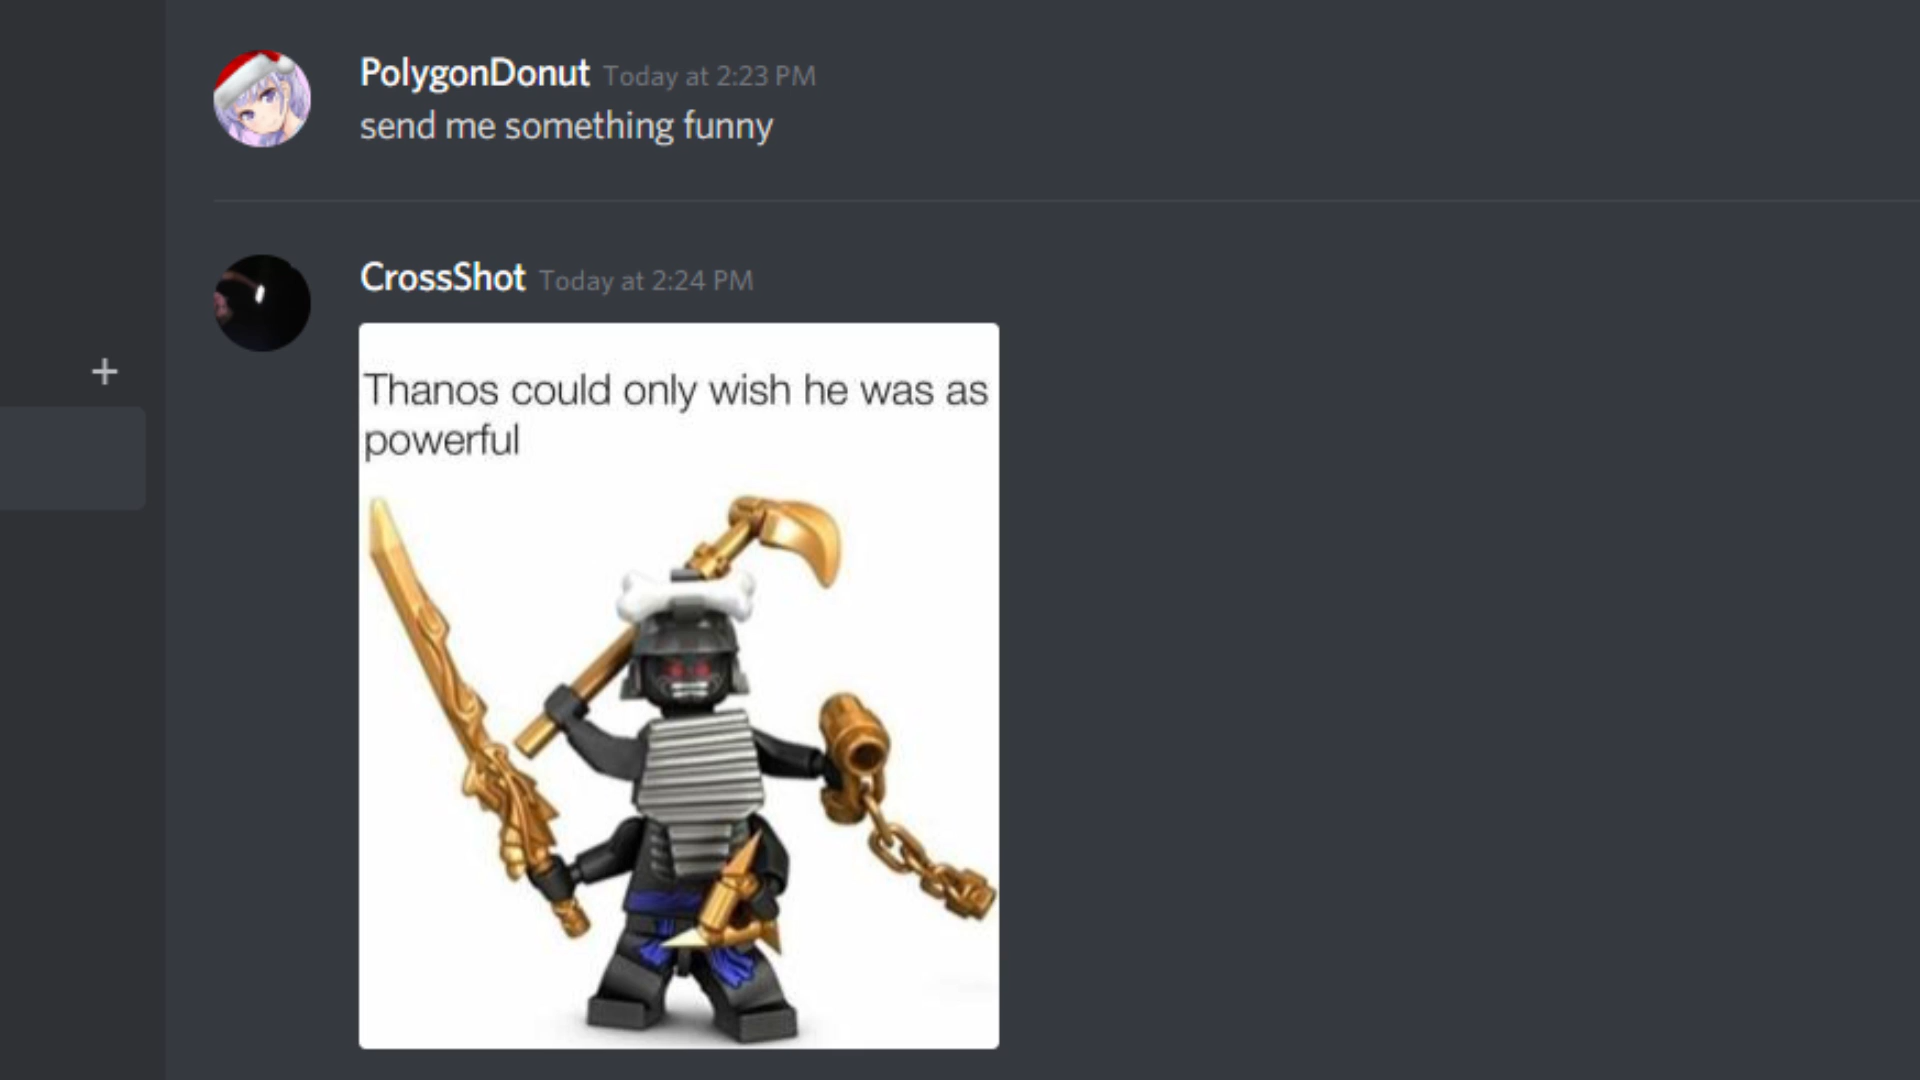 PolygonDonut Today at 2:23 PM
send me something funny
CrossShot Today at 2:24 PM
Thanos could only wish he was as
powerful